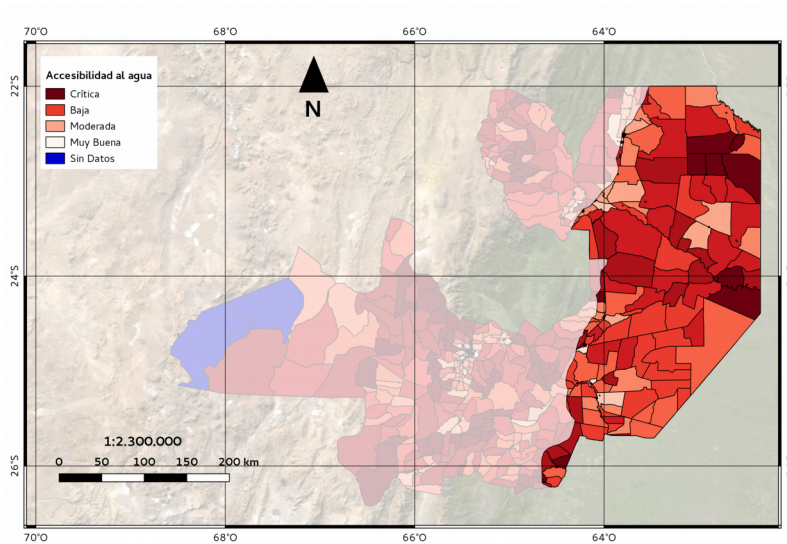 70°O 68°O 66°O 64°O
22°S
Accesibilidad al agua
Crítica
Baja
Moderada
Muy Buena
Sin Datos
N
24°S
1:2.300.000
0 50 100 150 200 km
26°S
70°O 68°O 66°O 64°O